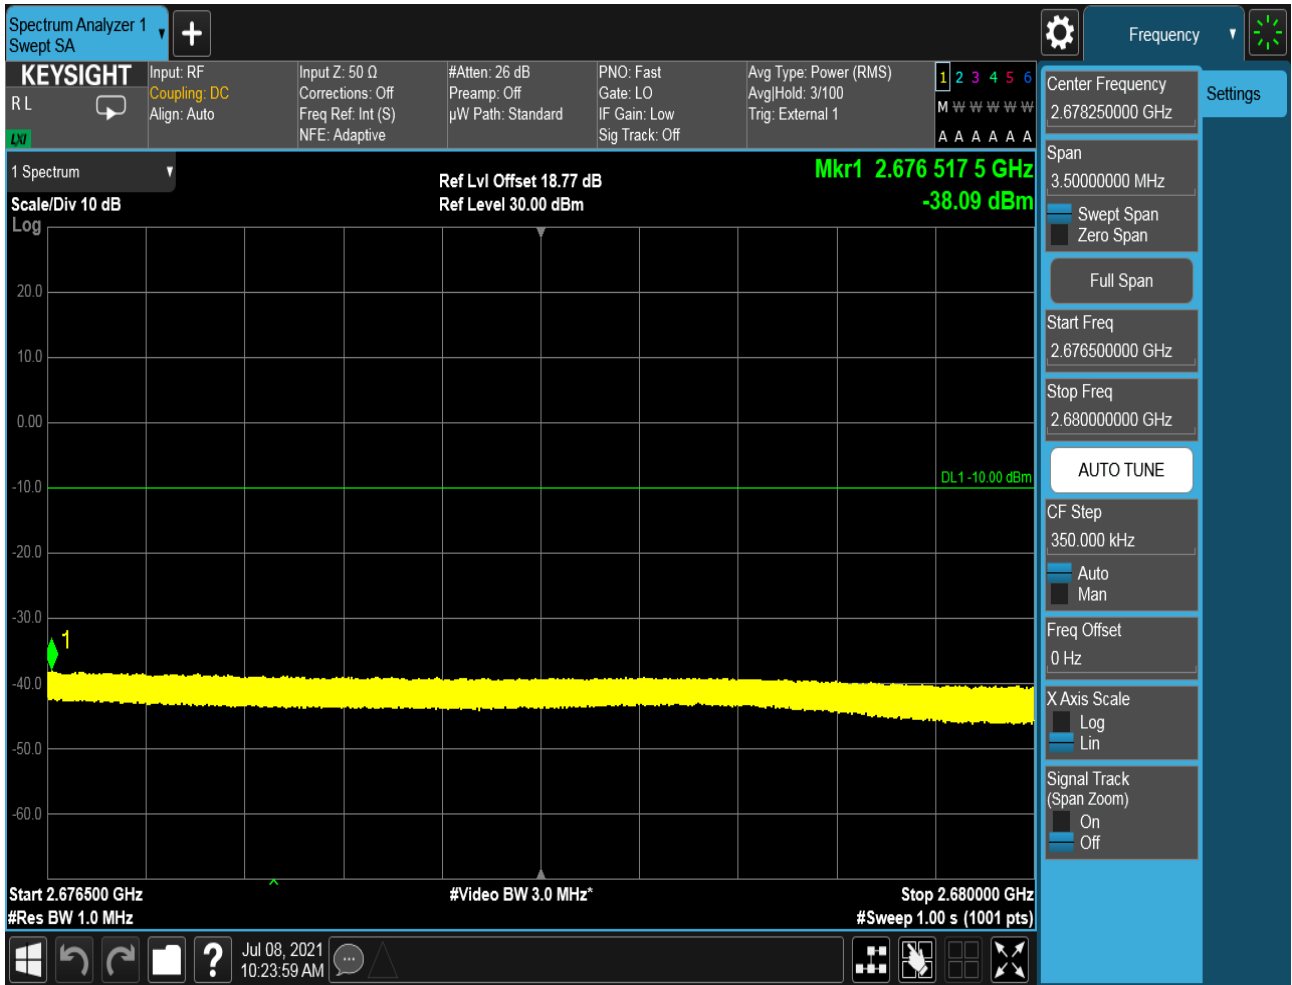 Spectrum Analyzer 1
Swept SA
Frequency
KEYSIGHT
R L
LXI
Input: RF
Coupling: DC
Align: Auto
Input Z: 50 Ω
Corrections: Off
Freq Ref: Int (S)
NFE: Adaptive
#Atten: 26 dB
Preamp: Off
µW Path: Standard
PNO: Fast
Gate: LO
IF Gain: Low
Sig Track: Off
Avg Type: Power (RMS)
Avg|Hold: 3/100
Trig: External 1
1 2 3 4 5 6
M W W W W W
A A A A A A
1 Spectrum
Scale/Div 10 dB
Log
Ref Lvl Offset 18.77 dB
Ref Level 30.00 dBm
Mkr1 2.676 517 5 GHz
-38.09 dBm
20.0
10.0
0.00
-10.0
-20.0
-30.0
-40.0
-50.0
-60.0
DL1 -10.00 dBm
1
Start 2.676500 GHz
#Res BW 1.0 MHz
#Video BW 3.0 MHz*
Stop 2.680000 GHz
#Sweep 1.00 s (1001 pts)
Jul 08, 2021
10:23:59 AM
Settings
Center Frequency
2.678250000 GHz
Span
3.50000000 MHz
Swept Span
Zero Span
Full Span
Start Freq
2.676500000 GHz
Stop Freq
2.680000000 GHz
AUTO TUNE
CF Step
350.000 kHz
Auto
Man
Freq Offset
0 Hz
X Axis Scale
Log
Lin
Signal Track
(Span Zoom)
On
Off